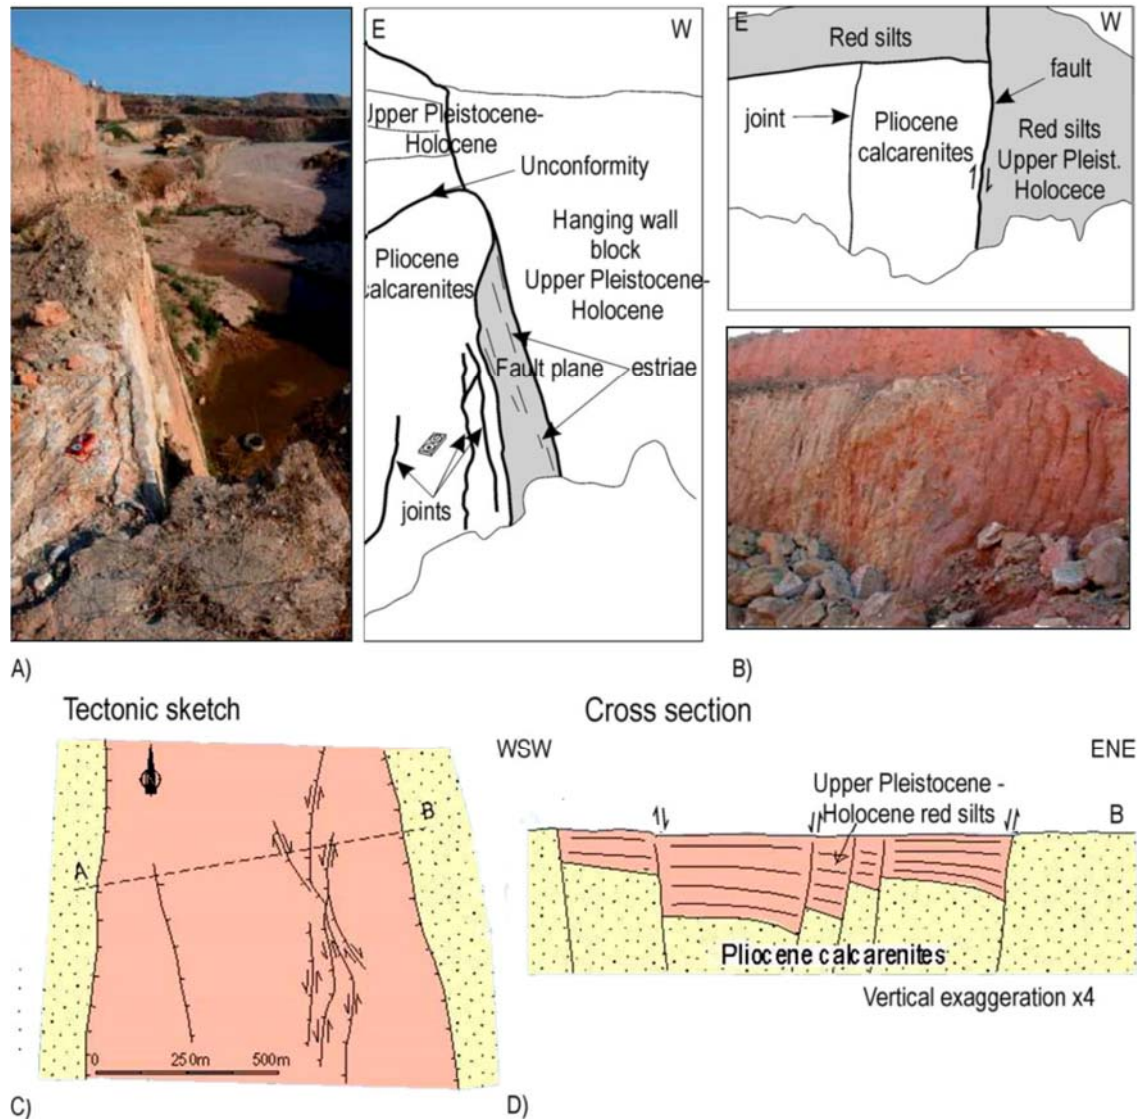 E
W
Upper Pleistocene-
Holocene
Unconformity
Hanging wall
block
Upper Pleistocene-
Holocene
Pliocene
calcarenites
Fault plane
estriae
joints
A)
E
W
Red silts
fault
joint
Pliocene
calcarenites
Red silts
Upper Pleist.
Holocece
B)
Tectonic sketch
N
A
B
0 250m 500m
C)
Cross section
WSW
ENE
Upper Pleistocene -
Holocene red silts
B
Pliocene calcarenites
Vertical exaggeration x4
D)